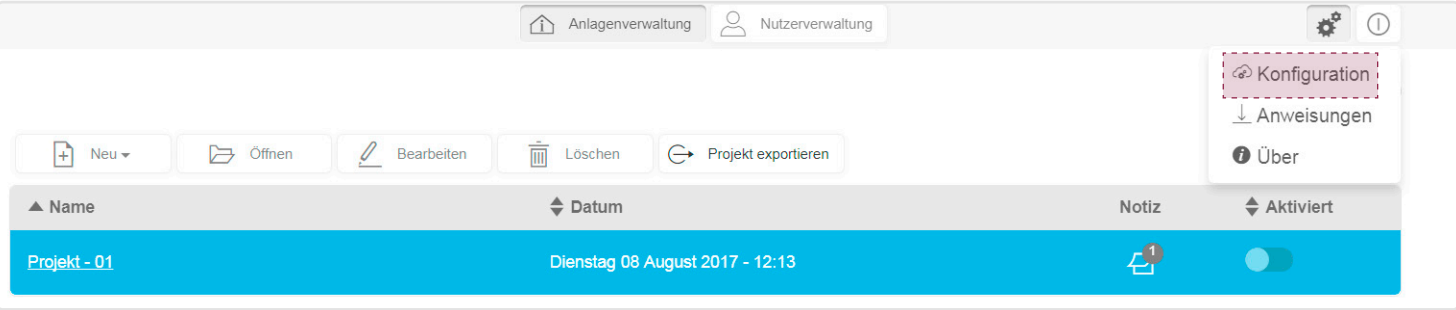 Anlagenverwaltung Nutzerverwaltung
Konfiguration
Anweisungen
Über
Neu Öffnen Bearbeiten Löschen Projekt exportieren
Name Datum Notiz Aktiviert
Projekt - 01 Dienstag 08 August 2017 - 12:13 1